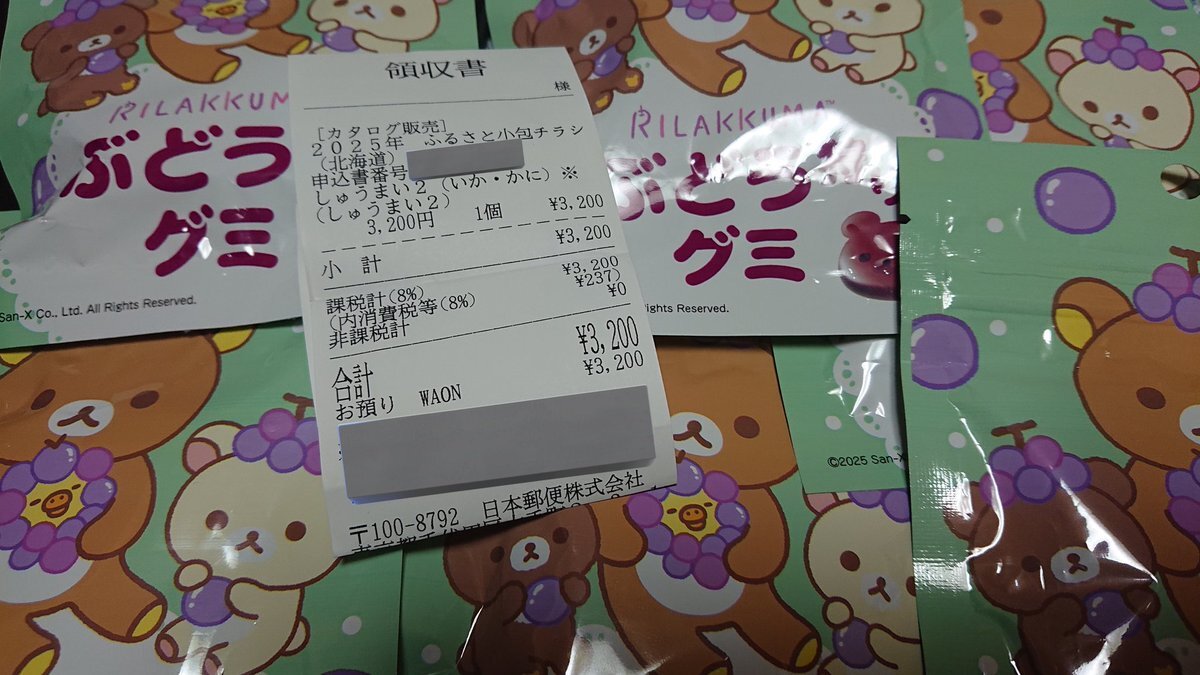 領収書
様
[カタログ販売]
2025年 ふるさと小包チラシ
(北海道)
申込書番号
しゅうまい2 (いか・かに) ※
(しゅうまい2)
3,200円 1個 ¥3,200
小 計 ¥3,200
課税計(8%) ¥3,200
(内消費税等(8%) ¥237)
非課税計 ¥0
合計 ¥3,200
お預り WAON ¥3,200
日本郵便株式会社
〒100-8792
RILAKKUM
ぶどう
グミ
San-X Co., Ltd. All Rights Reserved.
RILAKKUMA™
ぶどう
グミ
Rights Reserved.
©2025 San-X